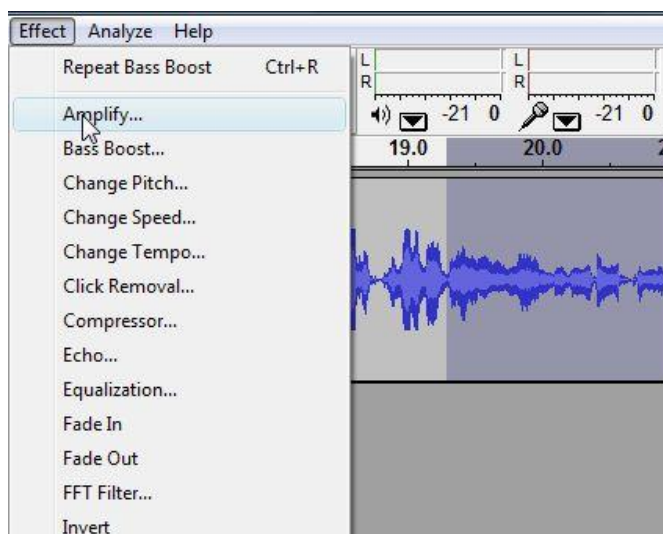 Effect Analyze Help
Repeat Bass Boost Ctrl+R
Amplify...
Bass Boost...
Change Pitch...
Change Speed...
Change Tempo...
Click Removal...
Compressor...
Echo...
Equalization...
Fade In
Fade Out
FFT Filter...
Invert
L L
R R
-21 0 -21 0
19.0 20.0